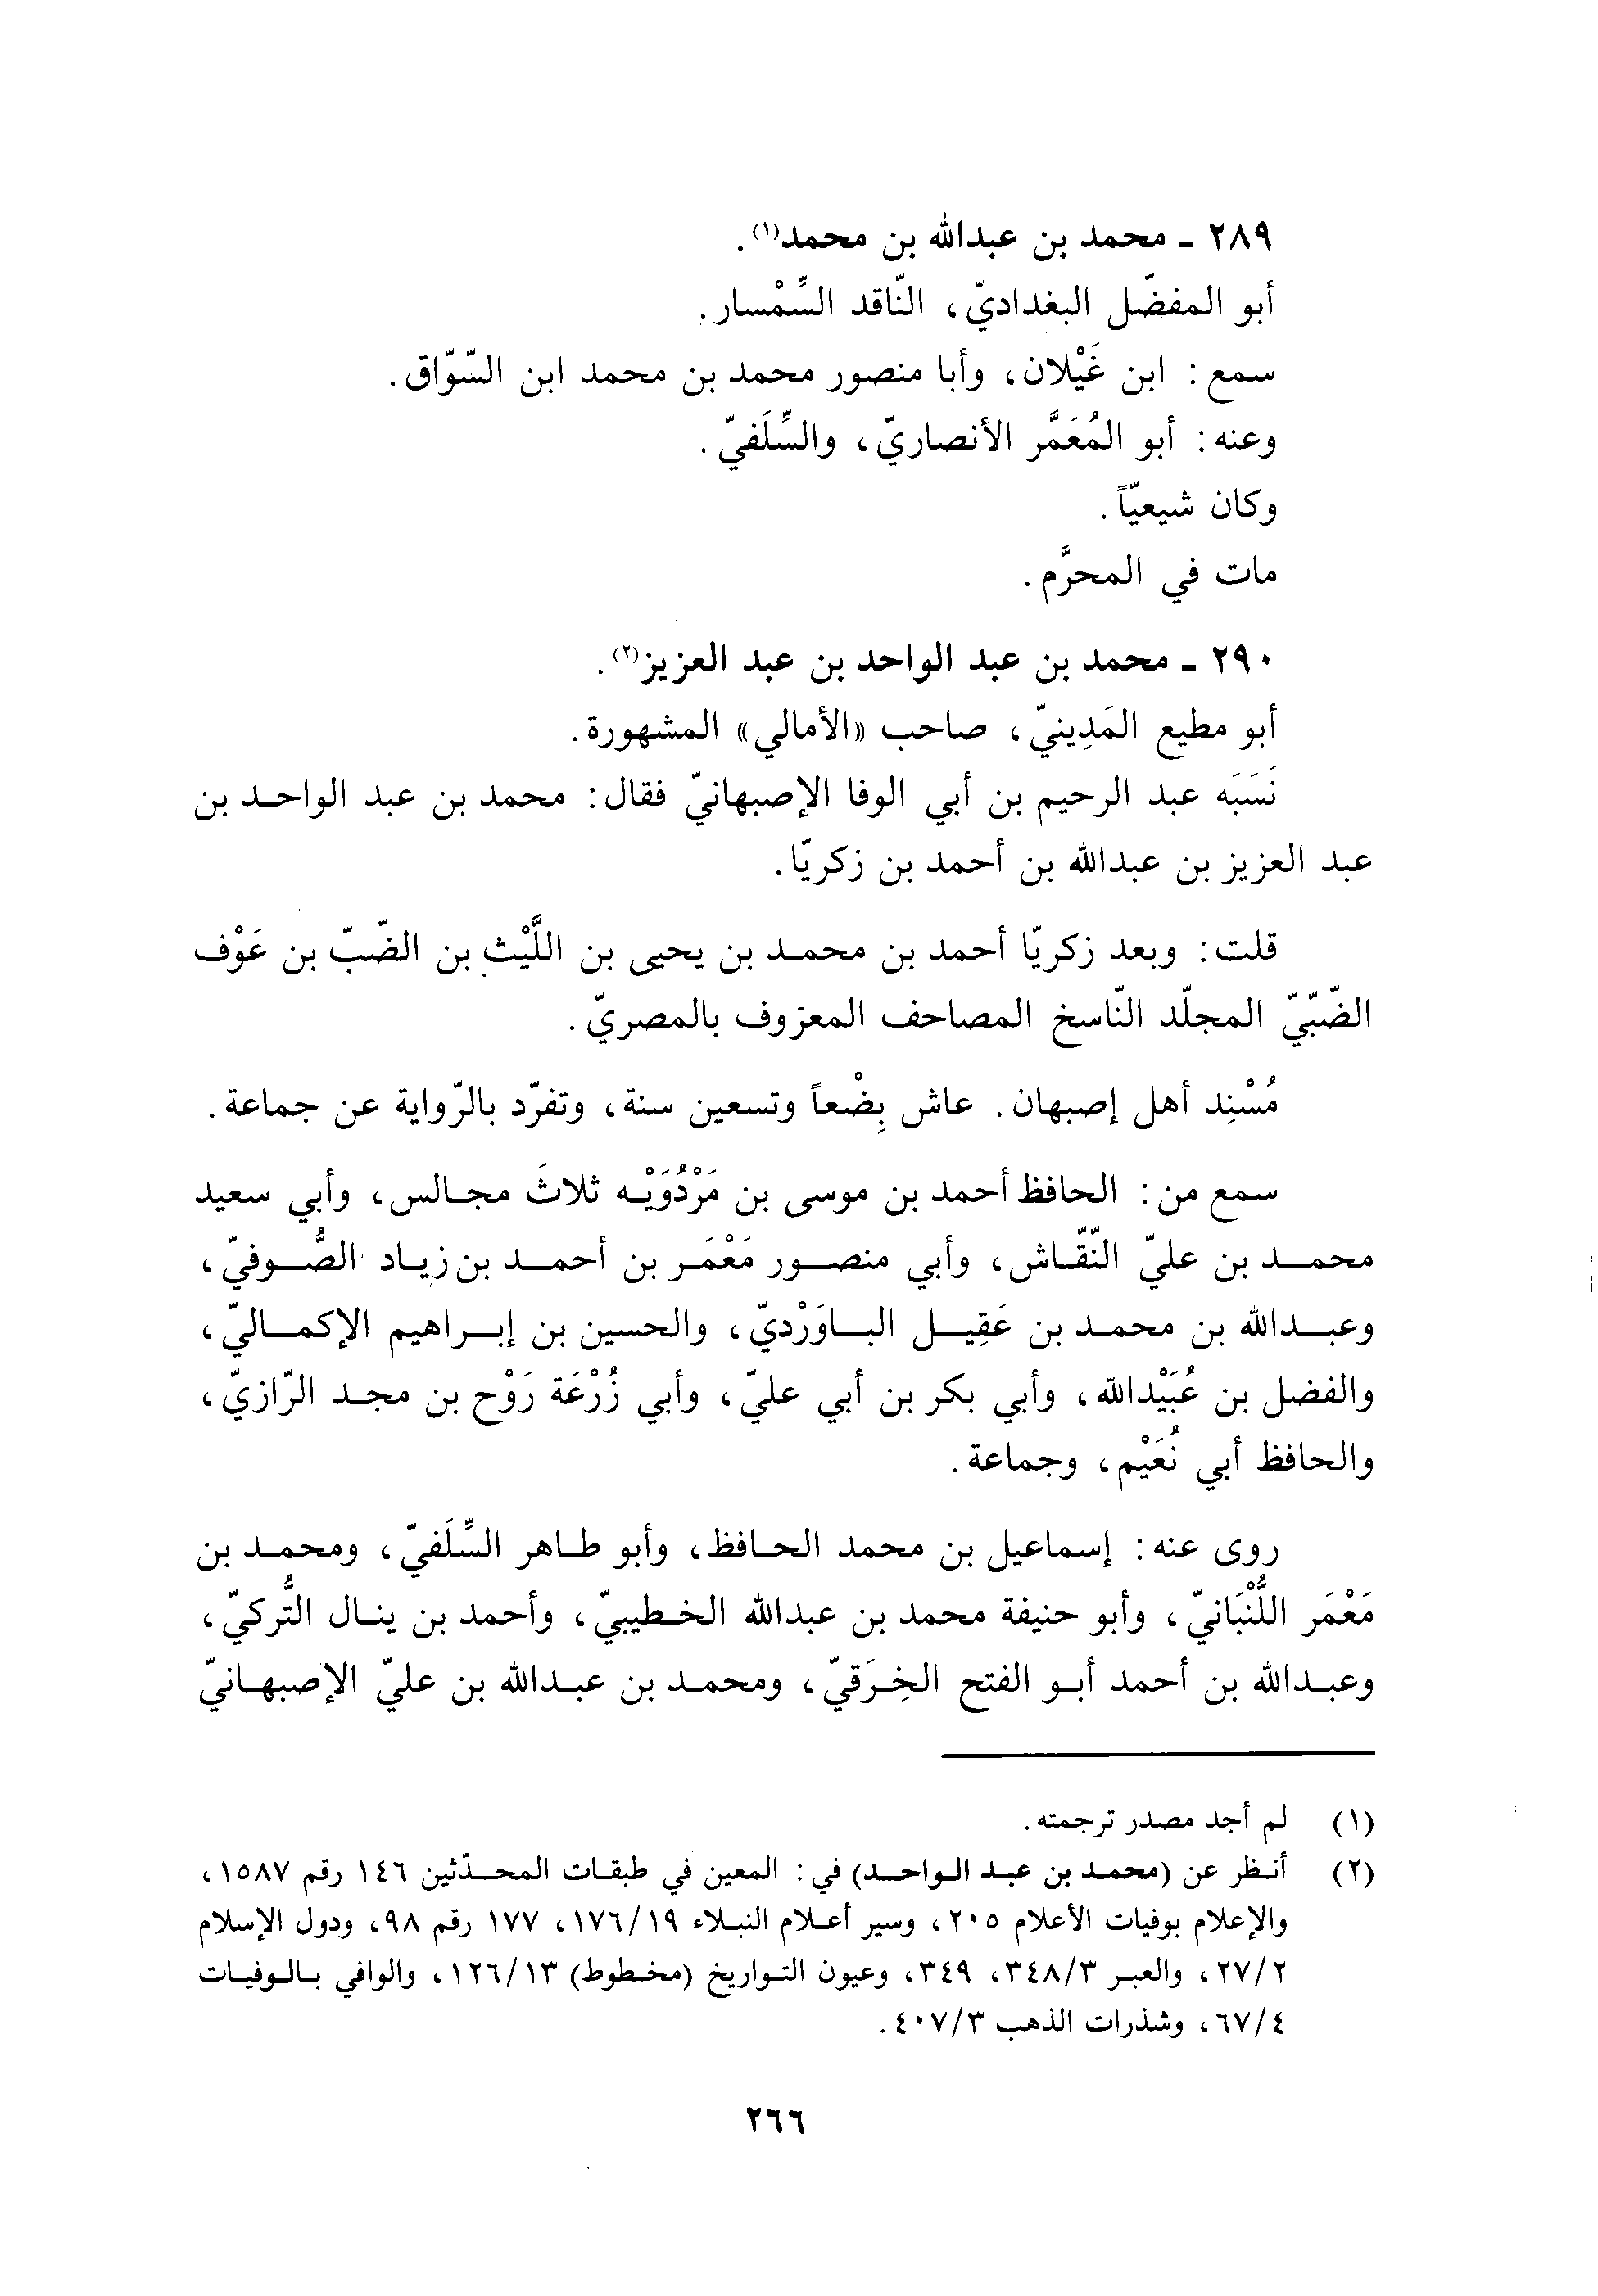 ٢٨٩ ـ محمد بن عبدالله بن محمد(١).
أبو المفضّل البغداديّ، النّاقد السِّمْسار.
سمع: ابن غَيْلان، وأبا منصور محمد بن محمد ابن السّوّاق.
وعنه: أبو المُعَمَّر الأنصاريّ، والسِّلَفيّ.
وكان شيعيّاً.
مات في المحرَّم.
٢٩٠ ـ محمد بن عبد الواحد بن عبد العزيز(٢).
أبو مطيع المَدِينيّ، صاحب «الأمالي» المشهورة.
نَسَبَه عبد الرحيم بن أبي الوفا الإصبهانيّ فقال: محمد بن عبد الواحد بن
عبد العزيز بن عبدالله بن أحمد بن زكريّا.
قلت: وبعد زكريّا أحمد بن محمد بن يحيى بن اللَّيْث بن الضّبّ بن عَوْف
الضّبّيّ المجلّد النّاسخ المصاحف المعروف بالمصريّ.
مُسْنِد أهل إصبهان. عاش بِضْعاً وتسعين سنة، وتفرّد بالرّواية عن جماعة.
سمع من: الحافظ أحمد بن موسى بن مَرْدُوَيْه ثلاثَ مجالس، وأبي سعيد
محمد بن عليّ النّقّاش، وأبي منصور مَعْمَر بن أحمد بن زياد الصُّوفيّ،
وعبدالله بن محمد بن عَقِيل الباوَرْديّ، والحسين بن إبراهيم الإكماليّ،
والفضل بن عُبَيْدالله، وأبي بكر بن أبي عليّ، وأبي زُرْعَة رَوْح بن مجد الرّازيّ،
والحافظ أبي نُعَيْم، وجماعة.
روى عنه: إسماعيل بن محمد الحافظ، وأبو طاهر السِّلَفيّ، ومحمد بن
مَعْمَر اللُّنْبَانيّ، وأبو حنيفة محمد بن عبدالله الخطيبيّ، وأحمد بن ينال التُّركيّ،
وعبدالله بن أحمد أبو الفتح الخِرَقيّ، ومحمد بن عبدالله بن عليّ الإصبهانيّ
(١) لم أجد مصدر ترجمته.
(٢) أنظر عن (محمد بن عبد الواحد) في: المعين في طبقات المحدّثين ١٤٦ رقم ١٥٨٧،
والإعلام بوفيات الأعلام ٢٠٥، وسير أعلام النبلاء ١٧٦/١٩، ١٧٧ رقم ٩٨، ودول الإسلام
٢٧/٢، والعبر ٣٤٨/٣، ٣٤٩، وعيون التواريخ (مخطوط) ١٢٦/١٣، والوافي بالوفيات
٦٧/٤، وشذرات الذهب ٤٠٧/٣.
٢٦٦